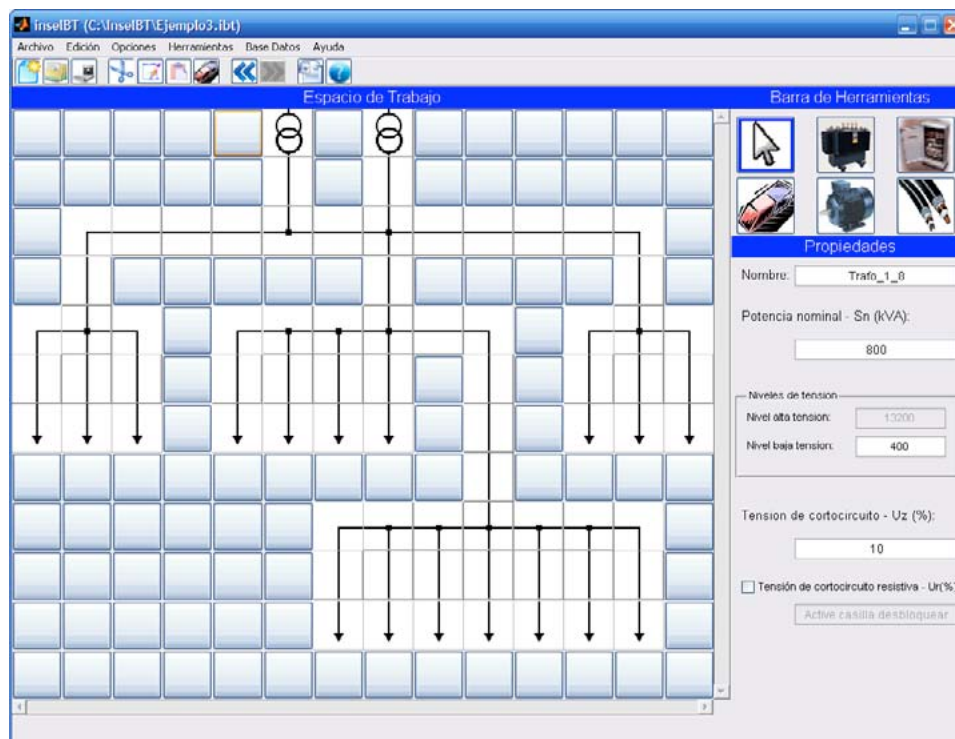 inselBT (C:\InselBT\Ejemplo3.ibt)
Archivo Edición Opciones Herramientas Base Datos Ayuda
Espacio de Trabajo
Barra de Herramientas
Propiedades
Nombre: Trafo_1_8
Potencia nominal - Sn (kVA):
800
Niveles de tension
Nivel alta tension: 13200
Nivel baja tension: 400
Tension de cortocircuito - Uz (%):
10
Tensión de cortocircuito resistiva - Ur(%)
Active casilla desbloquear